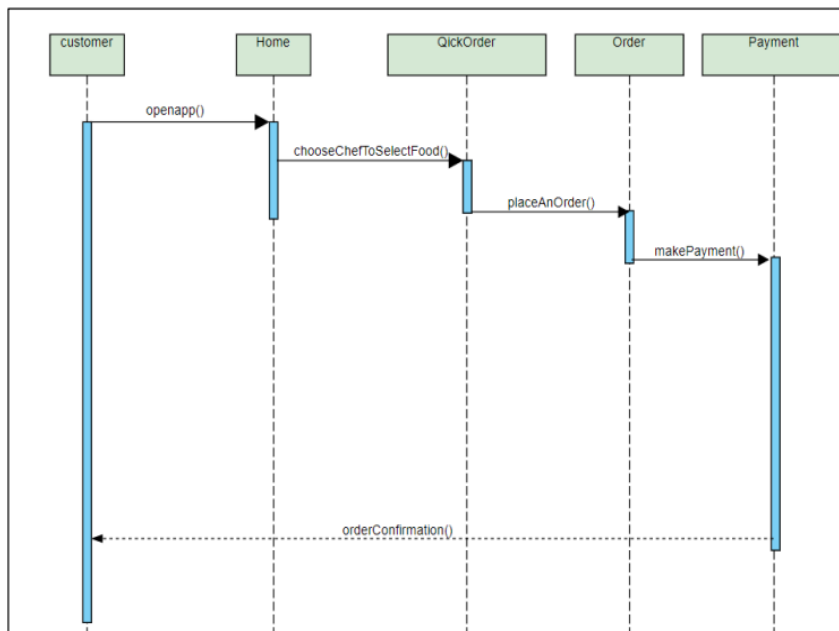 customer
Home
QickOrder
Order
Payment
openapp()
chooseChefToSelectFood()
placeAnOrder()
makePayment()
orderConfirmation()